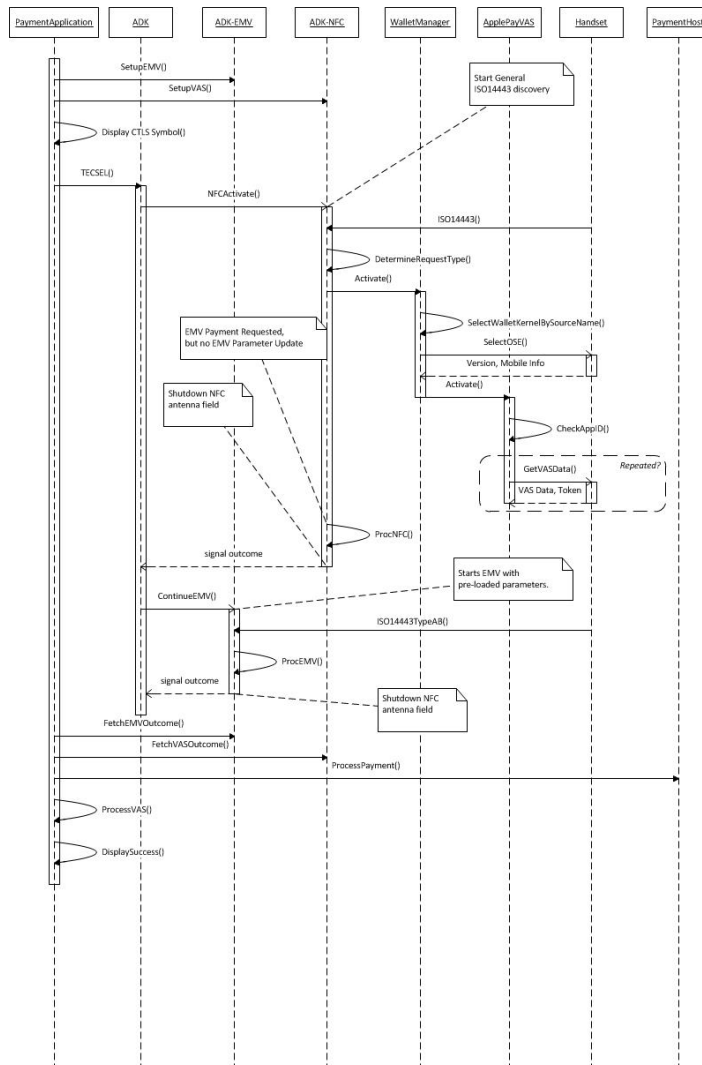 PaymentApplication
ADK
ADK-EMV
ADK-NFC
WalletManager
ApplePayVAS
Handset
PaymentHost
SetupEMV()
SetupVAS()
Start General
ISO14443 discovery
Display CTLS Symbol()
TECSEL()
NFCActivate()
ISO14443()
DetermineRequestType()
Activate()
SelectWalletKernelBySourceName()
EMV Payment Requested,
but no EMV Parameter Update
SelectOSE()
Version, Mobile Info
Shutdown NFC
antenna field
Activate()
CheckAppID()
Repeated?
GetVASData()
VAS Data, Token
ProcNFC()
signal outcome
Starts EMV with
pre-loaded parameters.
ContinueEMV()
ISO14443TypeAB()
ProcEMV()
signal outcome
Shutdown NFC
antenna field
FetchEMVOutcome()
FetchVASOutcome()
ProcessPayment()
ProcessVAS()
DisplaySuccess()